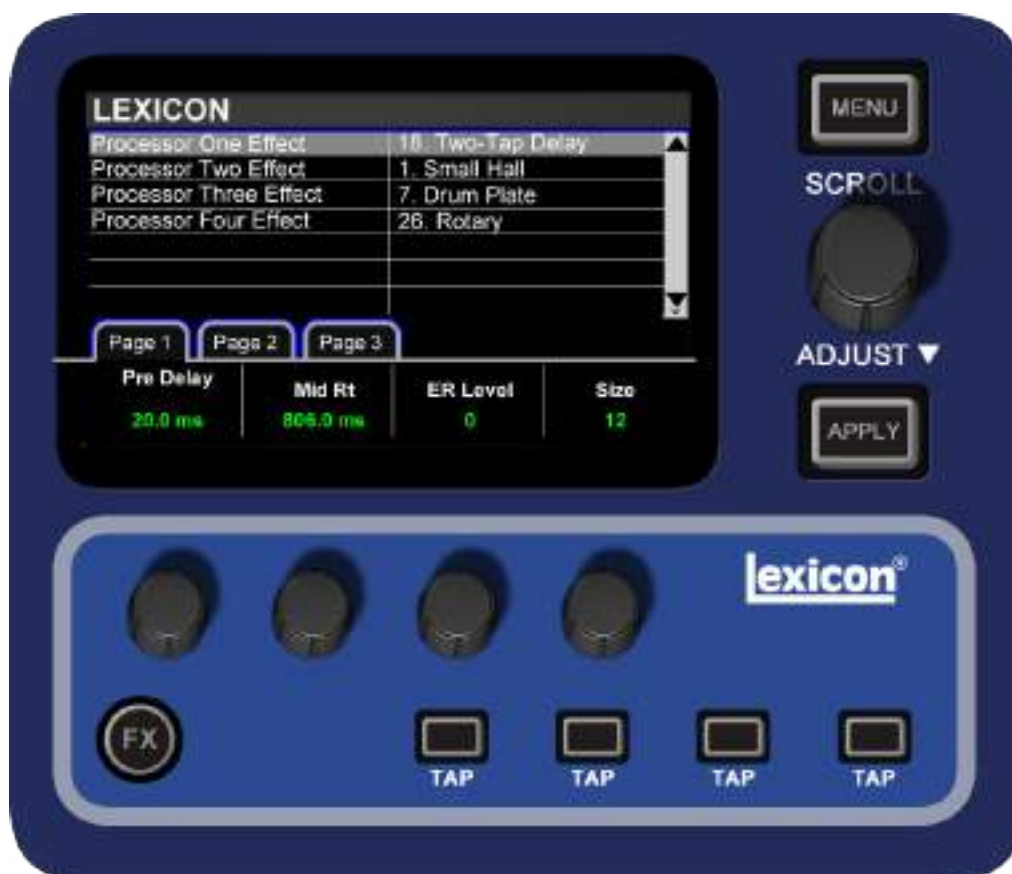 LEXICON
Processor One Effect 18. Two-Tap Delay
Processor Two Effect 1. Small Hall
Processor Three Effect 7. Drum Plate
Processor Four Effect 26. Rotary
Page 1 Page 2 Page 3
Pre Delay Mid Rt ER Level Size
20.0 ms 806.0 ms 0 12
MENU
SCROLL
ADJUST ▼
APPLY
lexicon®
FX
TAP TAP TAP TAP